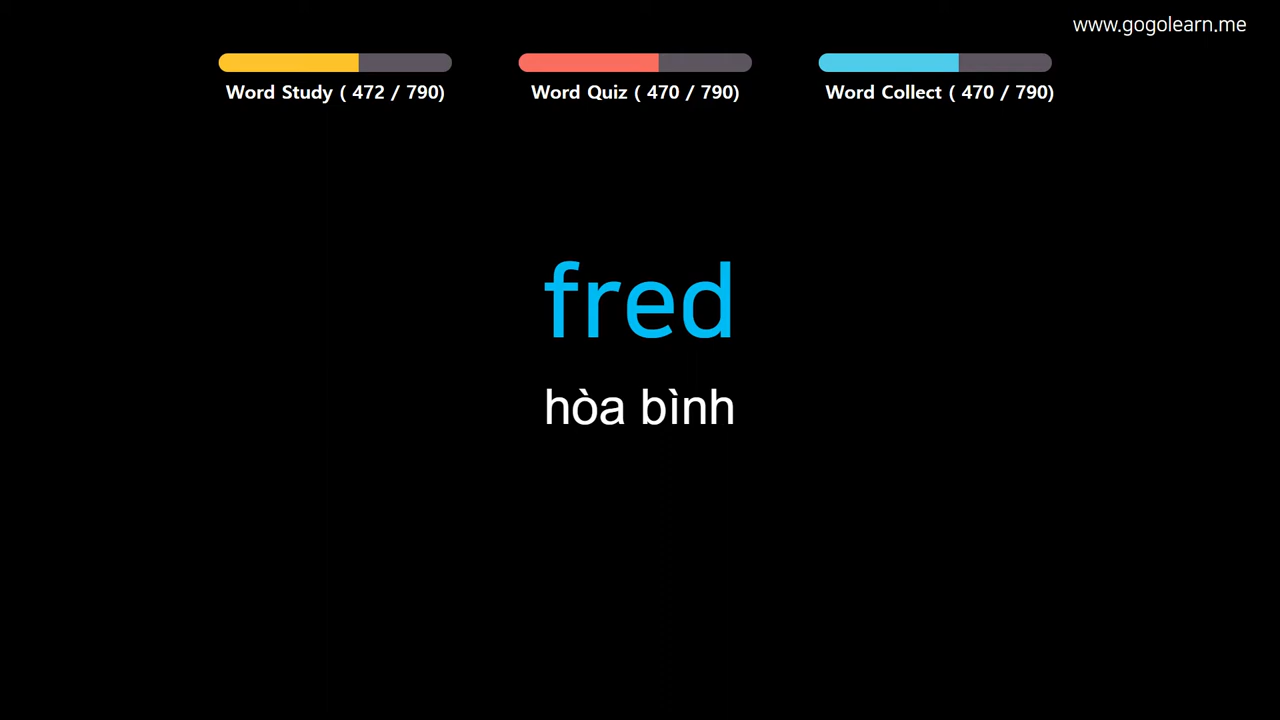 www.gogolearn.me
Word Study ( 472 / 790)
Word Quiz ( 470 / 790)
Word Collect ( 470 / 790)
fred
hòa bình